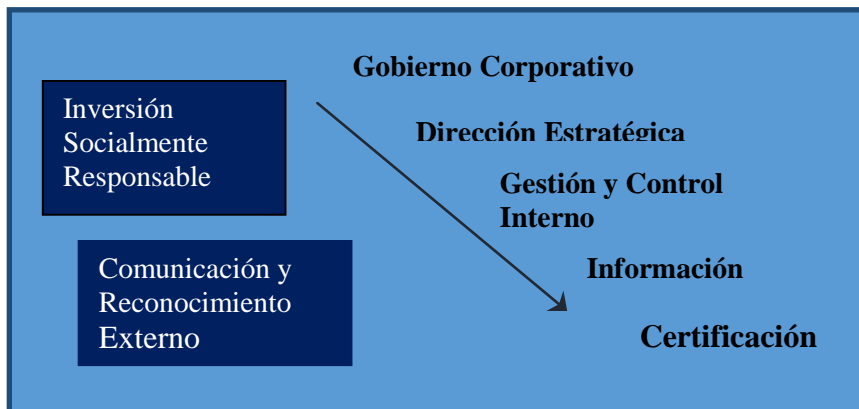 Gobierno Corporativo
Inversión
Socialmente
Responsable
Dirección Estratégica
Gestión y Control
Interno
Comunicación y
Reconocimiento
Externo
Información
Certificación